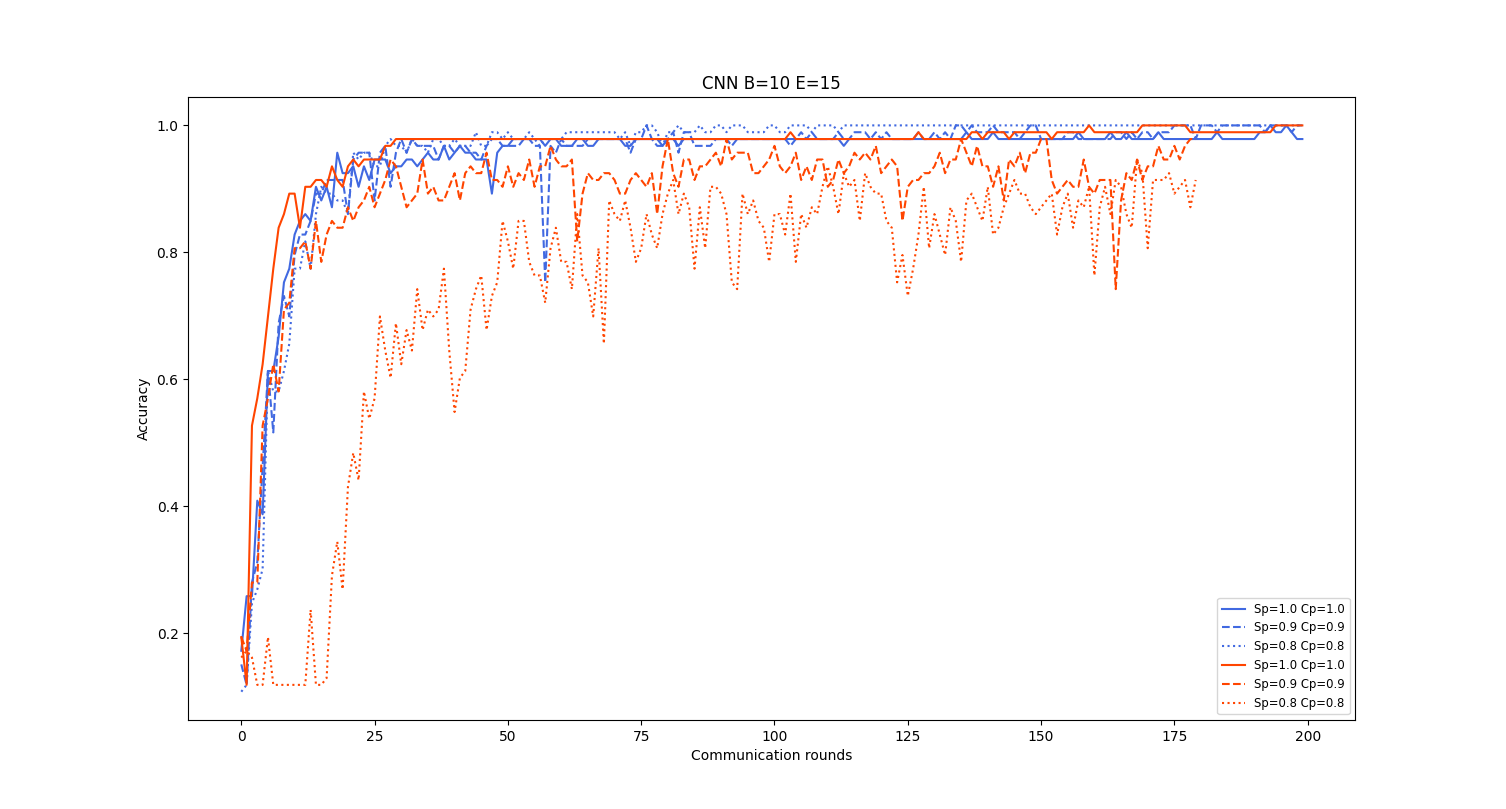 CNN B=10 E=15
1.0
0.8
0.6
0.4
0.2
Accuracy
0 25 50 75 100 125 150 175 200
Communication rounds
Sp=1.0 Cp=1.0
Sp=0.9 Cp=0.9
Sp=0.8 Cp=0.8
Sp=1.0 Cp=1.0
Sp=0.9 Cp=0.9
Sp=0.8 Cp=0.8